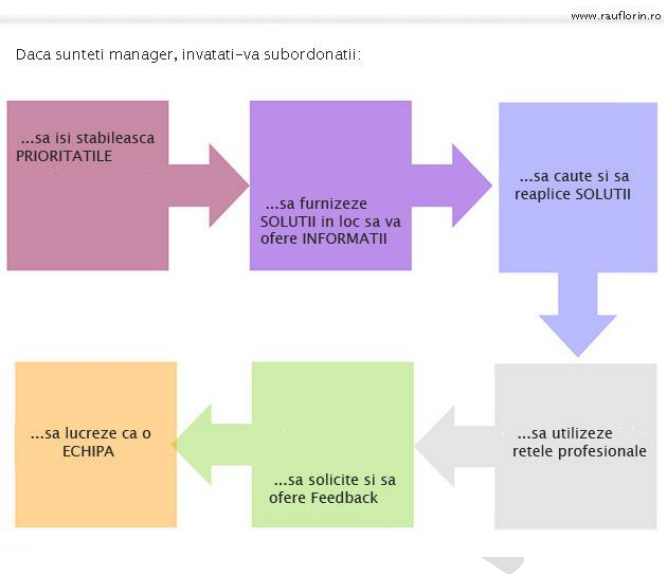 www.rauflorin.ro
Daca sunteti manager, invatati-va subordonatii:
...sa isi stabileasca
PRIORITATILE
...sa furnizeze
SOLUTII in loc sa va
ofere INFORMATII
...sa caute si sa
reaplice SOLUTII
...sa utilizeze
retele profesionale
...sa solicite si sa
ofere Feedback
...sa lucreze ca o
ECHIPA